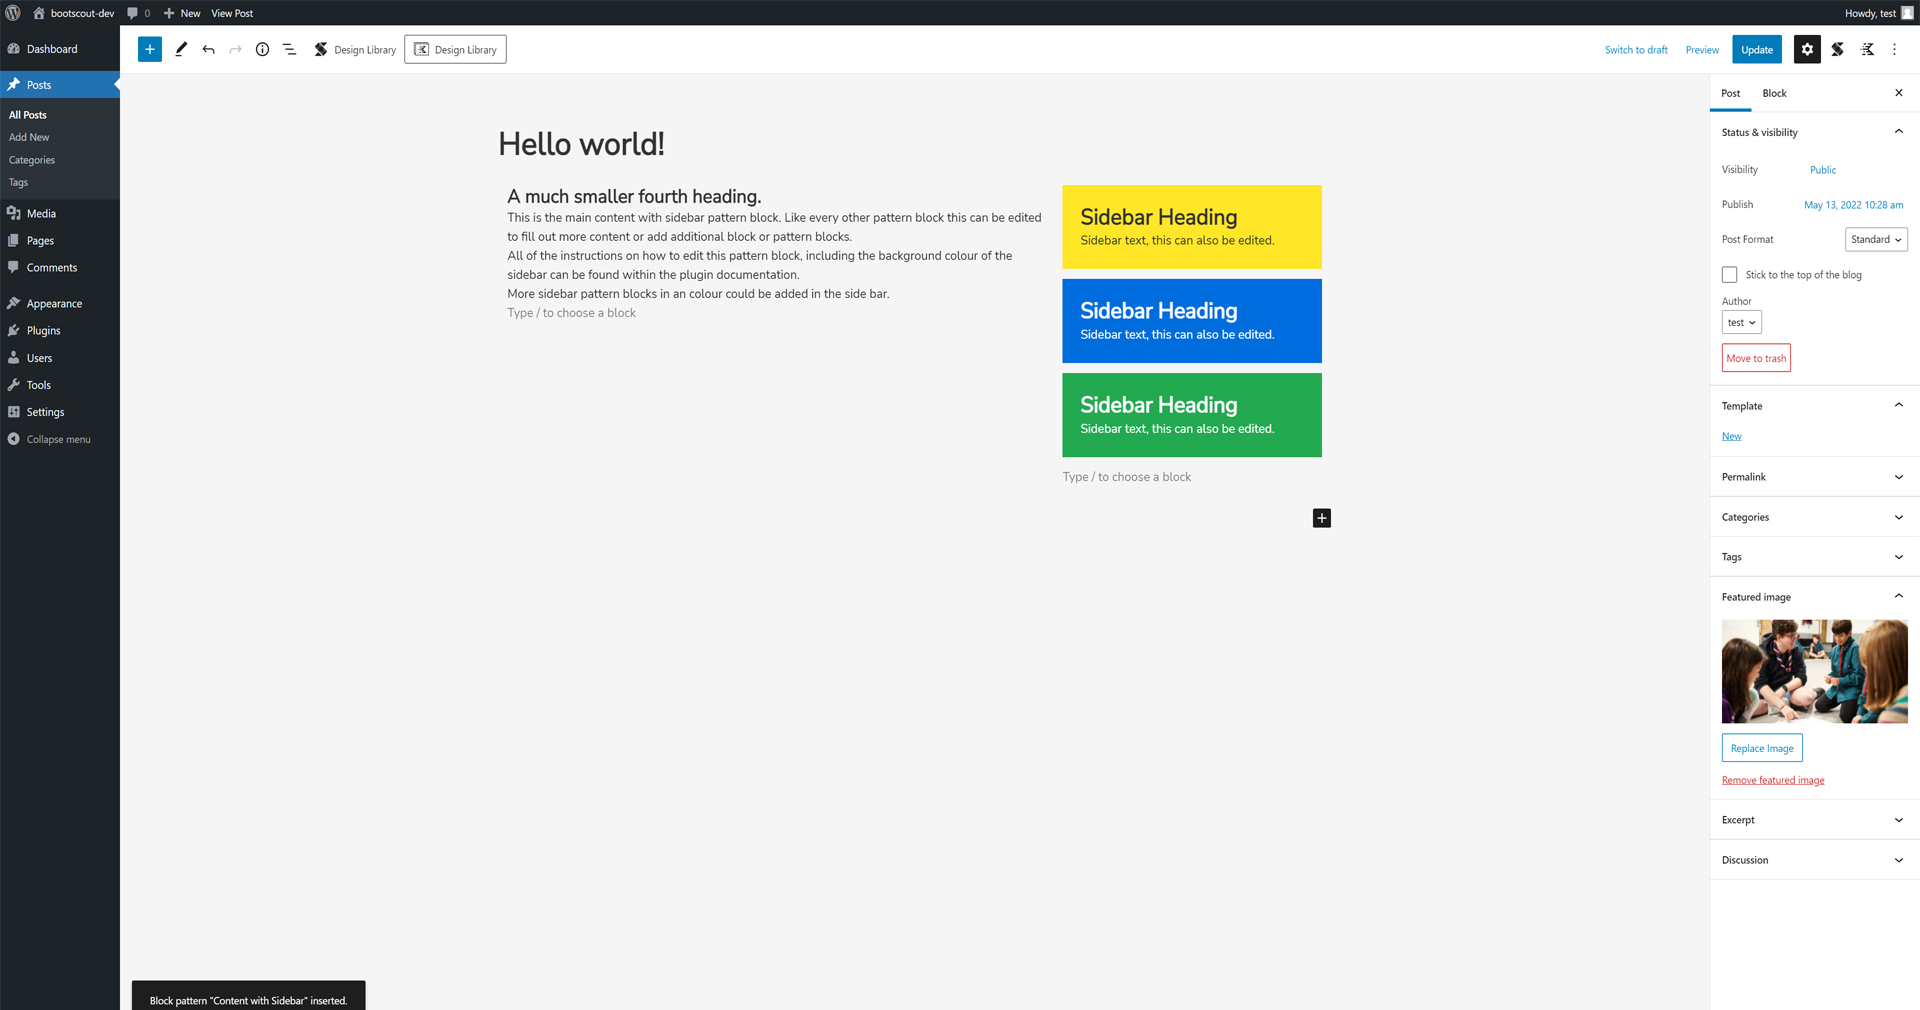 bootscout-dev 0 New View Post Howdy, test
Dashboard
Posts
All Posts
Add New
Categories
Tags
Media
Pages
Comments
Appearance
Plugins
Users
Tools
Settings
Collapse menu
Design Library Design Library Switch to draft Preview Update
Hello world!
A much smaller fourth heading.
This is the main content with sidebar pattern block. Like every other pattern block this can be edited
to fill out more content or add additional block or pattern blocks.
All of the instructions on how to edit this pattern block, including the background colour of the
sidebar can be found within the plugin documentation.
More sidebar pattern blocks in an colour could be added in the side bar.
Type / to choose a block
Sidebar Heading
Sidebar text, this can also be edited.
Sidebar Heading
Sidebar text, this can also be edited.
Sidebar Heading
Sidebar text, this can also be edited.
Type / to choose a block
Post Block
Status & visibility
Visibility Public
Publish May 13, 2022 10:28 am
Post Format Standard
Stick to the top of the blog
Author
test
Move to trash
Template
New
Permalink
Categories
Tags
Featured image
Replace Image
Remove featured image
Excerpt
Discussion
Block pattern "Content with Sidebar" inserted.